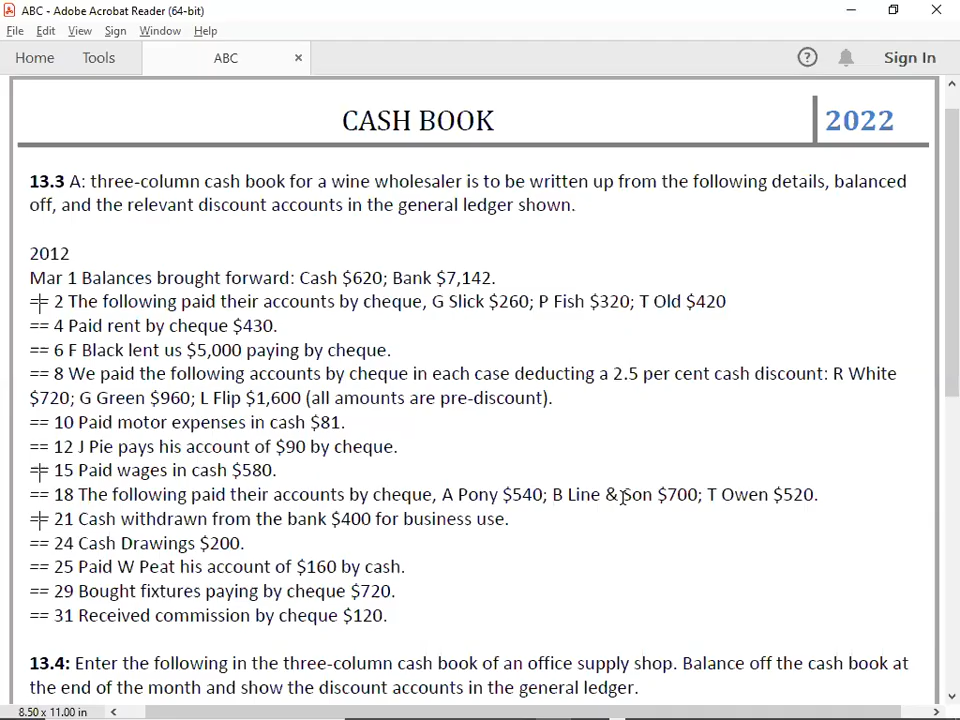 ABC - Adobe Acrobat Reader (64-bit)
File Edit View Window Sign Help
Home Tools ABC × ? Sign In
CASH BOOK 2022
13.3 A: three-column cash book for a wine wholesaler is to be written up from the following details, balanced
off, and the relevant discount accounts in the general ledger shown.
2012
Mar 1 Balances brought forward: Cash $620; Bank $7,142.
== 2 The following paid their accounts by cheque, G Slick $260; P Fish $320; T Old $420
== 4 Paid rent by cheque $430.
== 6 F Black lent us $5,000 paying by cheque.
== 8 We paid the following accounts by cheque in each case deducting a 2.5 per cent cash discount: R White
$720; G Green $960; L Flip $1,600 (all amounts are pre-discount).
== 10 Paid motor expenses in cash $81.
== 12 J Pie pays his account of $90 by cheque.
== 15 Paid wages in cash $580.
== 18 The following paid their accounts by cheque, A Pony $540; B Line & Son $700; T Owen $520.
== 21 Cash withdrawn from the bank $400 for business use.
== 24 Cash Drawings $200.
== 25 Paid W Peat his account of $160 by cash.
== 29 Bought fixtures paying by cheque $720.
== 31 Received commission by cheque $120.
13.4: Enter the following in the three-column cash book of an office supply shop. Balance off the cash book at
the end of the month and show the discount accounts in the general ledger.
8.50 x 11.00 in